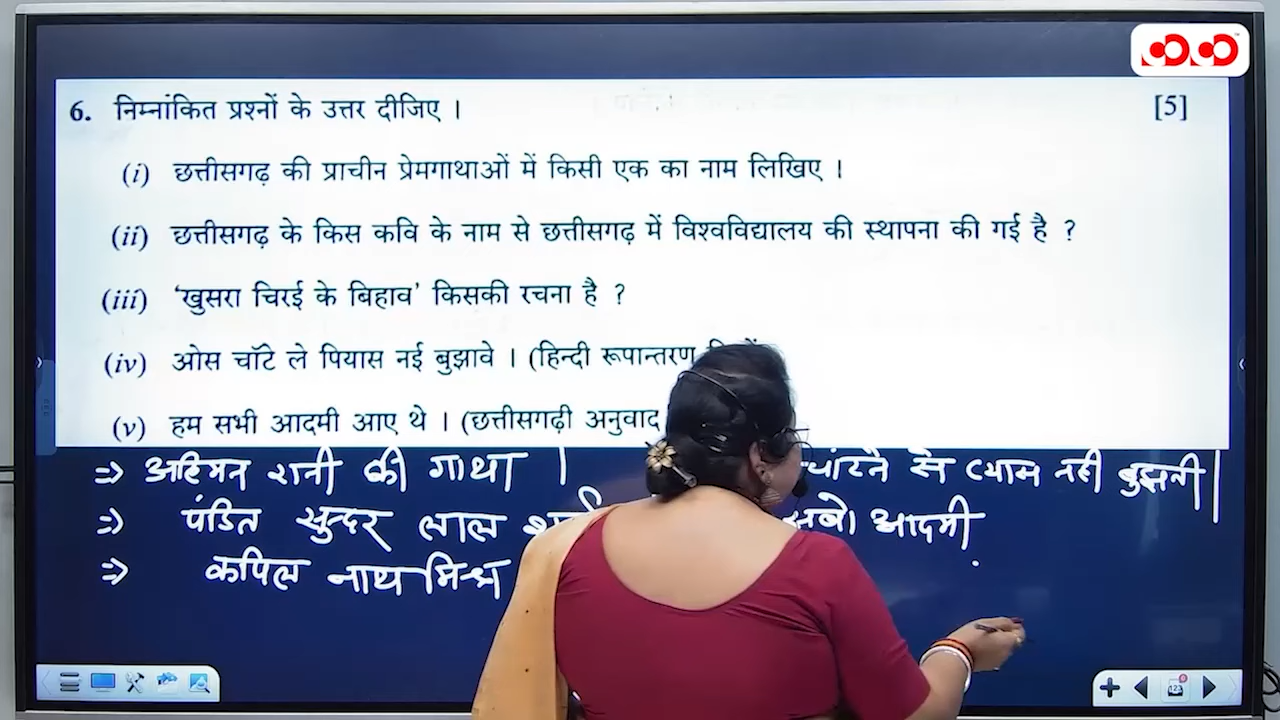 6. निम्नांकित प्रश्नों के उत्तर दीजिए । [5]
(i) छत्तीसगढ़ की प्राचीन प्रेमगाथाओं में किसी एक का नाम लिखिए ।
(ii) छत्तीसगढ़ के किस कवि के नाम से छत्तीसगढ़ में विश्वविद्यालय की स्थापना की गई है ?
(iii) ‘खुसरा चिरई के बिहाव’ किसकी रचना है ?
(iv) ओस चाँटे ले पियास नई बुझावे । (हिन्दी रूपान्तरण
(v) हम सभी आदमी आए थे । (छत्तीसगढ़ी अनुवाद
⇒ अहिमन रानी की गाथा | चांटने से प्यास नही बुझती |
⇒ पंडित सुन्दर लाल आदमी
⇒ कपिल नाथ मिश्र